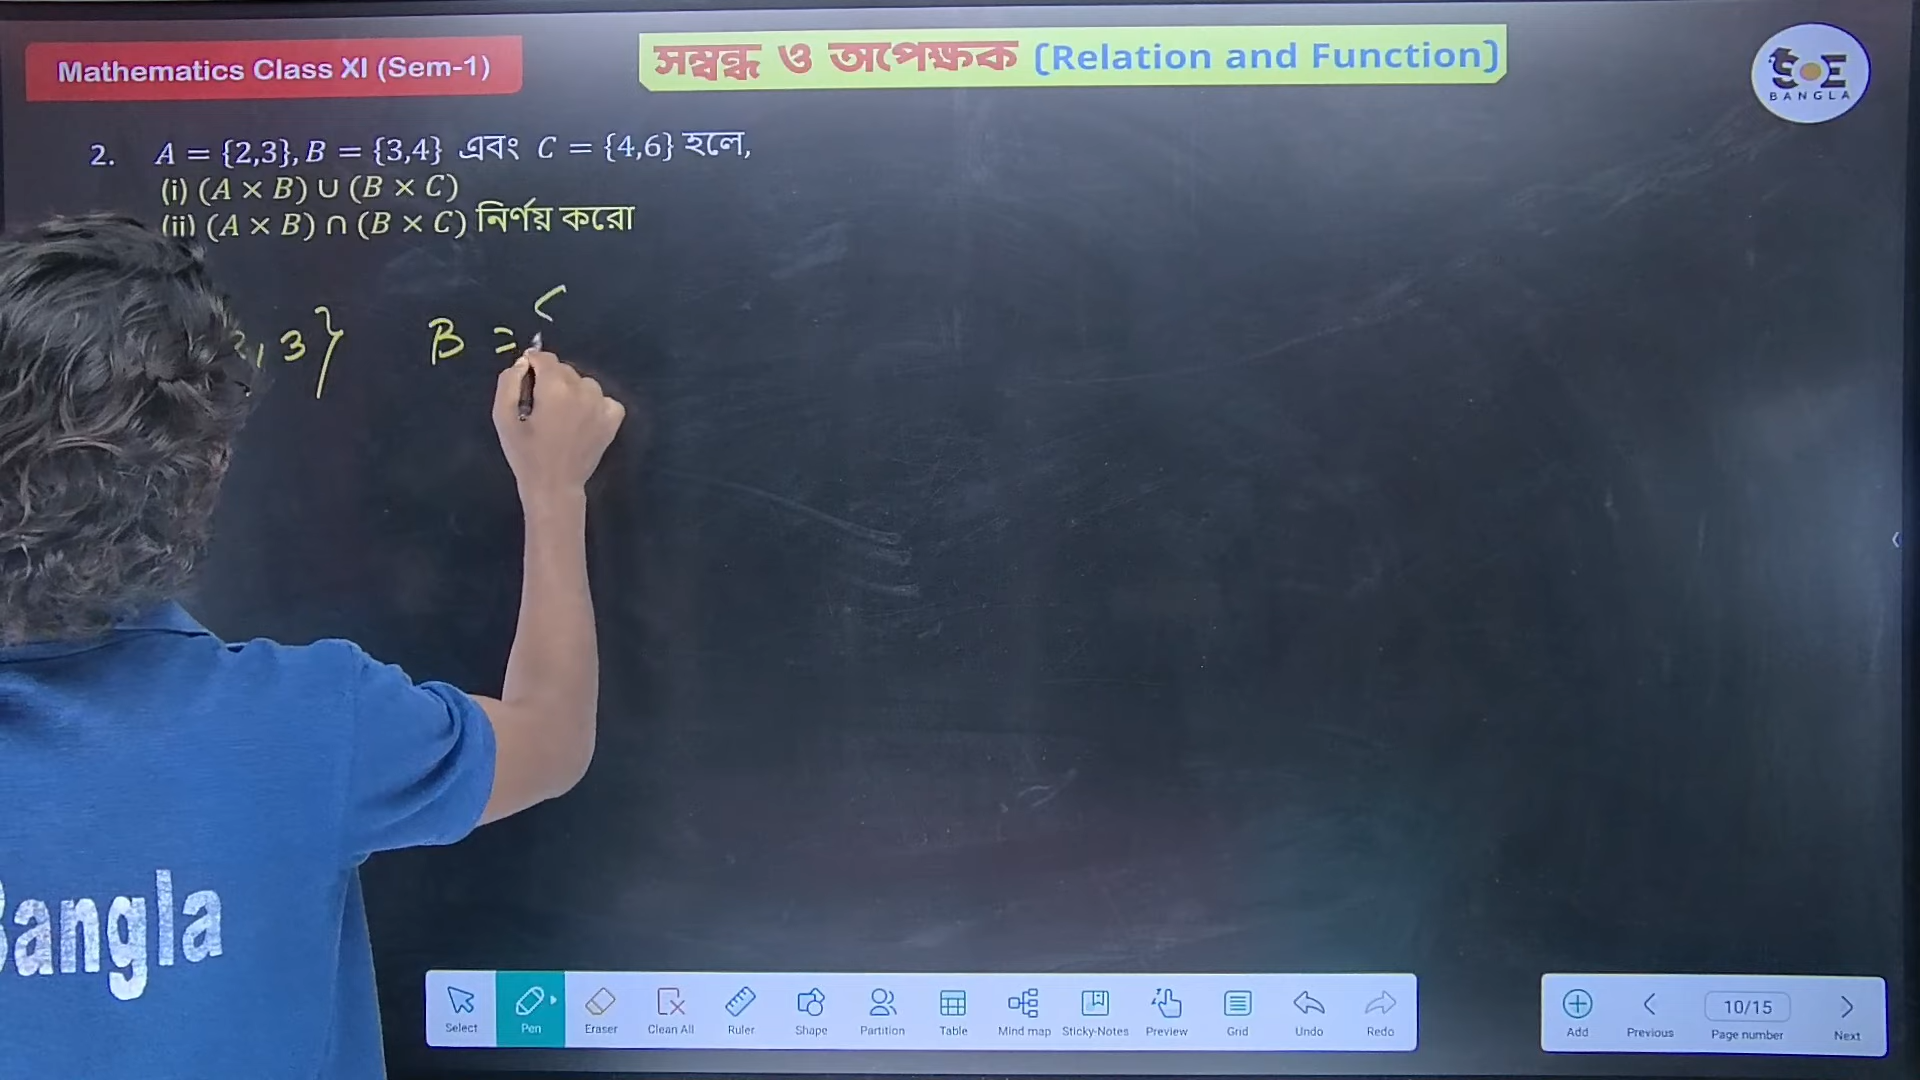 Mathematics Class XI (Sem-1)
সম্বন্ধ ও অপেক্ষক (Relation and Function)
BANGLA
2. A = {2,3}, B = {3,4} এবং C = {4,6} হলে,
(i) (A × B) ∪ (B × C)
(ii) (A × B) ∩ (B × C) নির্ণয় করো
, 3} B = {
Bangla
Select Pen Eraser Clean All Ruler Shape Partition Table Mind map Sticky-Notes Preview Grid Undo Redo
10/15
Add Previous Page number Next